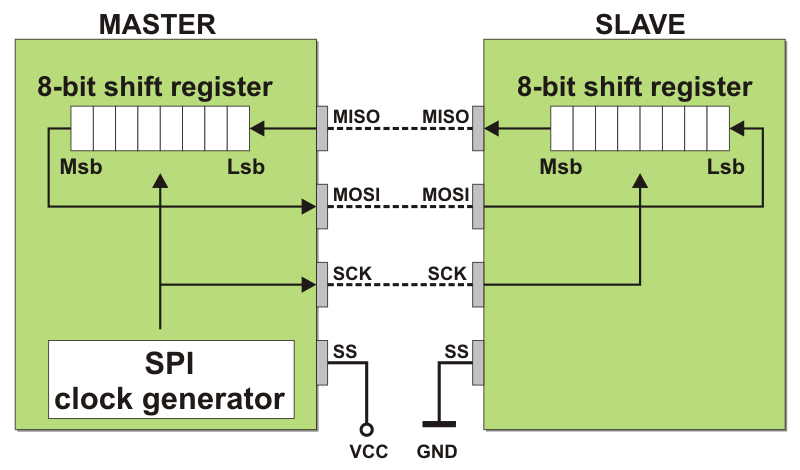 MASTER
SLAVE
8-bit shift register
8-bit shift register
MISO
MISO
Msb
Lsb
Msb
Lsb
MOSI
MOSI
SCK
SCK
SS
SS
SPI
clock generator
VCC
GND